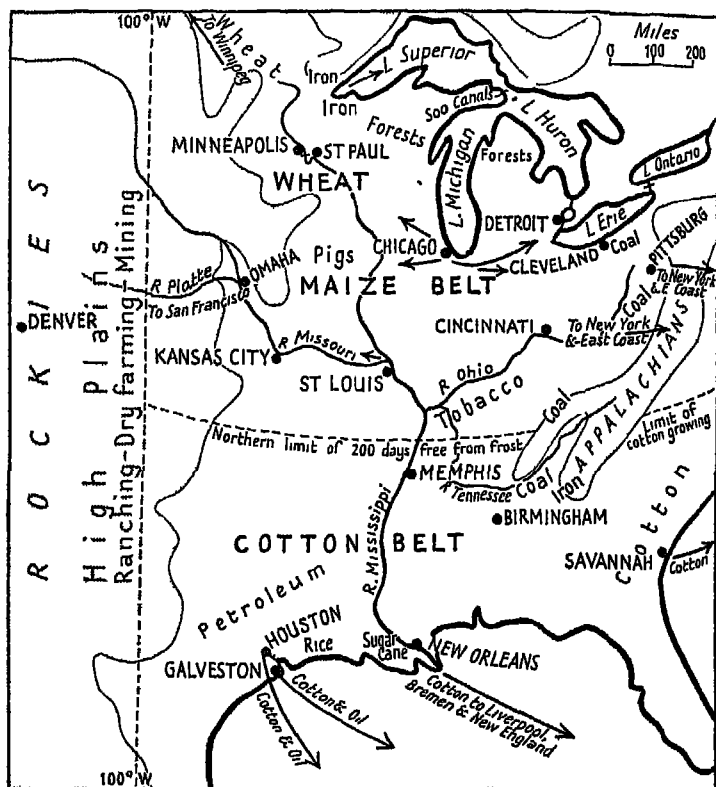 100° W
Wheat
To Winnipeg
Miles
0 100 200
Iron
L Superior
Iron
Soo Canals
L Huron
Forests
MINNEAPOLIS
ST PAUL
WHEAT
L. Michigan
Forests
L Ontario
DETROIT
L Erie
CHICAGO
CLEVELAND
Coal
PITTSBURG
To New York
& E Coast
R Platte
OMAHA
Pigs
MAIZE BELT
To San Francisco
DENVER
ROCKIES
High Plains
Ranching-Dry farming-Mining
KANSAS CITY
R Missouri
ST LOUIS
CINCINNATI
Coal
To New York
&-East Coast
R Ohio
Tobacco
Coal
APPALACHIANS
Northern limit of 200 days free from frost
Limit of
cotton growing
MEMPHIS
R Tennessee
Coal
Iron
BIRMINGHAM
R. Mississippi
COTTON BELT
Cotton
SAVANNAH
Cotton
Petroleum
HOUSTON
Rice
Sugar
Cane
NEW ORLEANS
GALVESTON
Cotton & Oil
Cotton & Oil
Cotton to Liverpool,
Bremen & New England
100° W